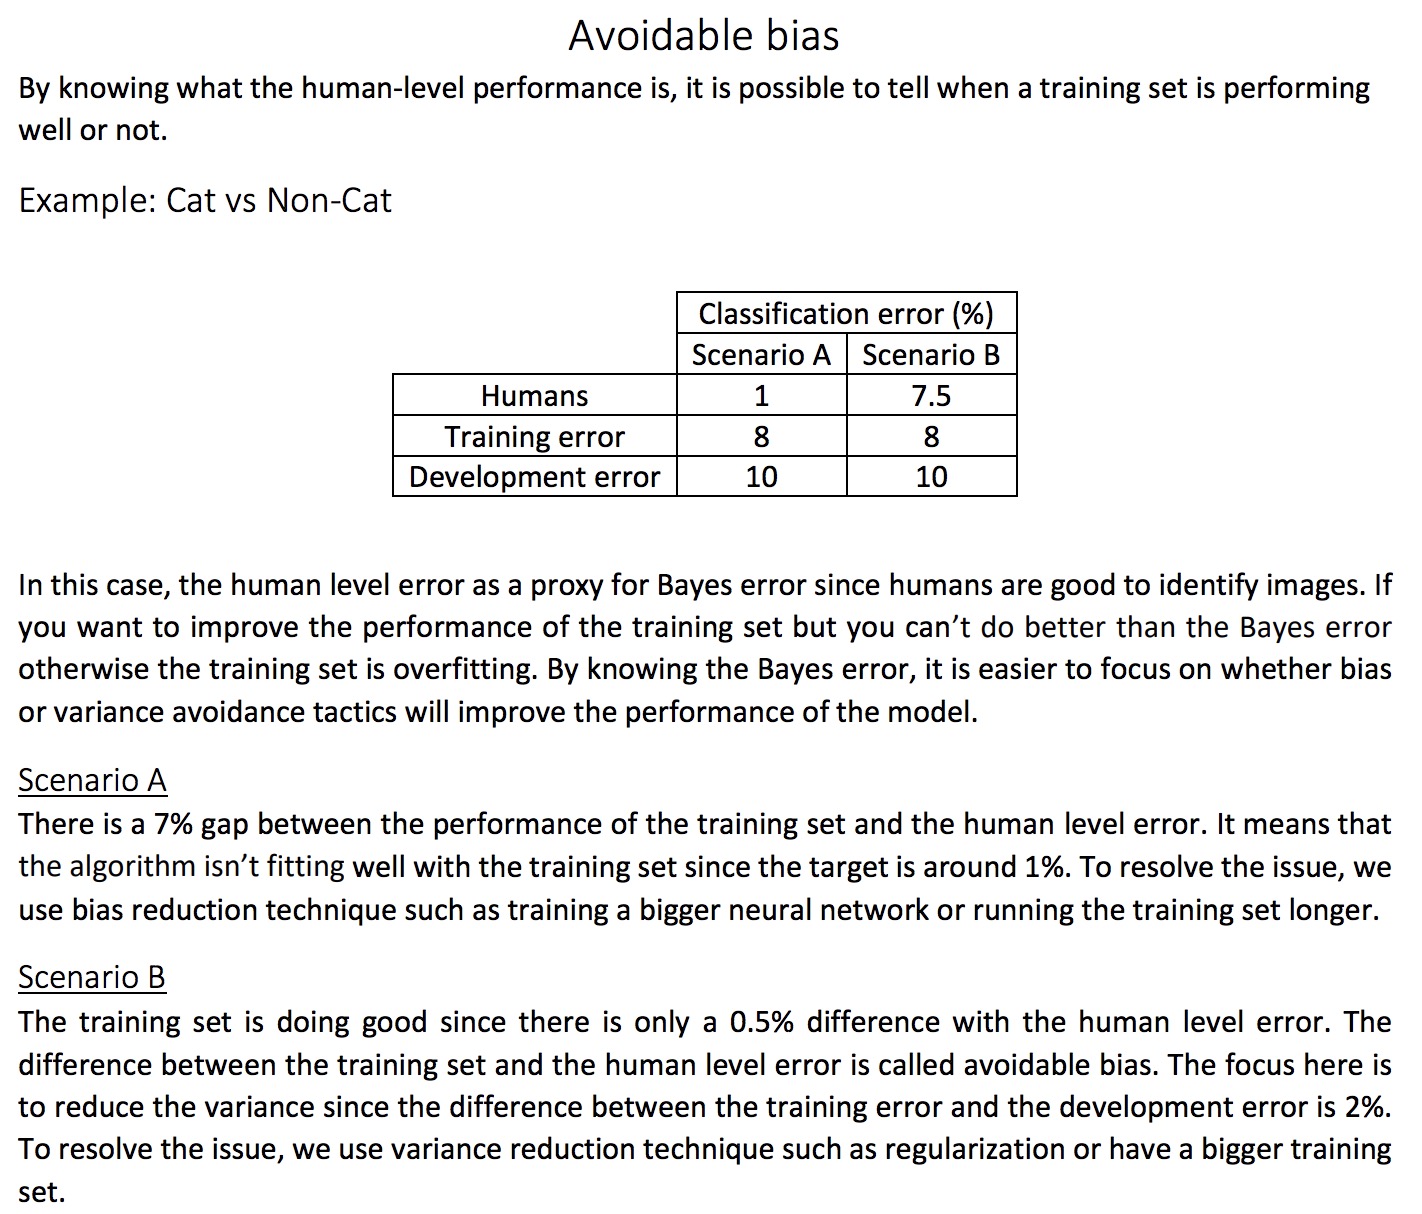 Avoidable bias
By knowing what the human-level performance is, it is possible to tell when a training set is performing
well or not.
Example: Cat vs Non-Cat
Classification error (%)
Scenario A Scenario B
Humans 1 7.5
Training error 8 8
Development error 10 10
In this case, the human level error as a proxy for Bayes error since humans are good to identify images. If
you want to improve the performance of the training set but you can’t do better than the Bayes error
otherwise the training set is overfitting. By knowing the Bayes error, it is easier to focus on whether bias
or variance avoidance tactics will improve the performance of the model.
Scenario A
There is a 7% gap between the performance of the training set and the human level error. It means that
the algorithm isn’t fitting well with the training set since the target is around 1%. To resolve the issue, we
use bias reduction technique such as training a bigger neural network or running the training set longer.
Scenario B
The training set is doing good since there is only a 0.5% difference with the human level error. The
difference between the training set and the human level error is called avoidable bias. The focus here is
to reduce the variance since the difference between the training error and the development error is 2%.
To resolve the issue, we use variance reduction technique such as regularization or have a bigger training
set.